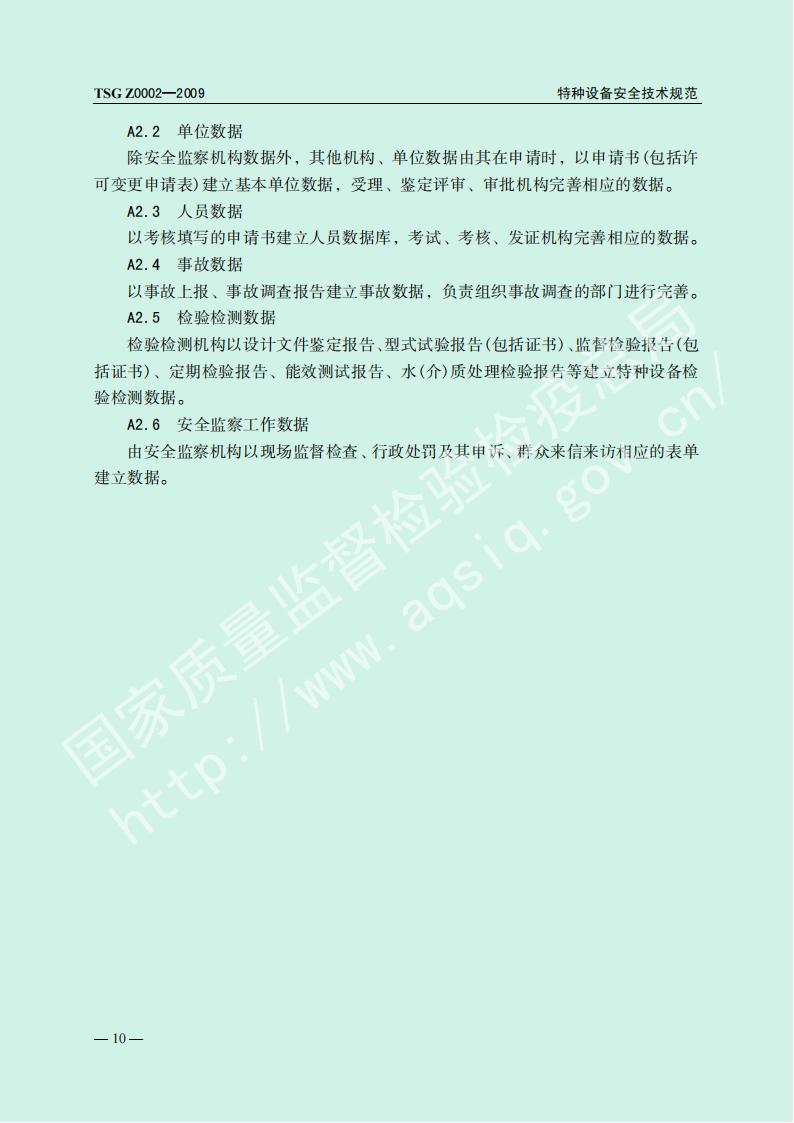 TSG Z0002—2009 特种设备安全技术规范
A2.2 单位数据
除安全监察机构数据外，其他机构、单位数据由其在申请时，以申请书(包括许
可变更申请表)建立基本单位数据，受理、鉴定评审、审批机构完善相应的数据。
A2.3 人员数据
以考核填写的申请书建立人员数据库，考试、考核、发证机构完善相应的数据。
A2.4 事故数据
以事故上报、事故调查报告建立事故数据，负责组织事故调查的部门进行完善。
A2.5 检验检测数据
检验检测机构以设计文件鉴定报告、型式试验报告(包括证书)、监督检验报告(包
括证书)、定期检验报告、能效测试报告、水(介)质处理检验报告等建立特种设备检
验检测数据。
A2.6 安全监察工作数据
由安全监察机构以现场监督检查、行政处罚及其申诉、群众来信来访相应的表单
建立数据。
国家质量监督检验检疫总局
http://www.aqsiq.gov.cn/
— 10 —